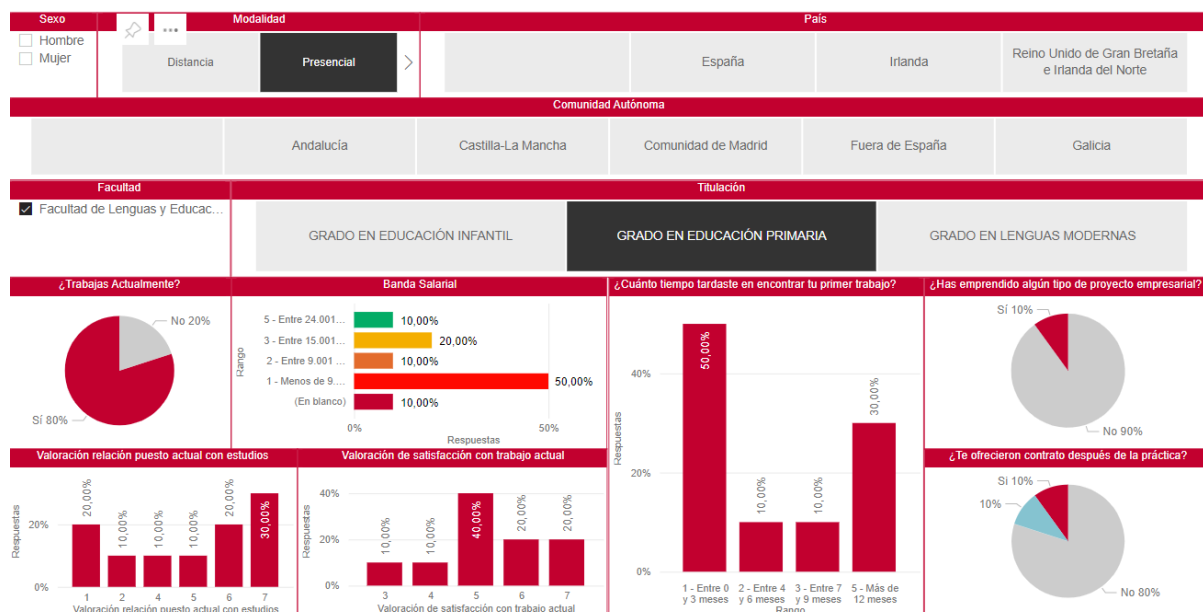 Sexo
Hombre
Mujer
Modalidad
Distancia
Presencial
País
España
Irlanda
Reino Unido de Gran Bretaña
e Irlanda del Norte
Comunidad Autónoma
Andalucía
Castilla-La Mancha
Comunidad de Madrid
Fuera de España
Galicia
Facultad
Facultad de Lenguas y Educac...
Titulación
GRADO EN EDUCACIÓN INFANTIL
GRADO EN EDUCACIÓN PRIMARIA
GRADO EN LENGUAS MODERNAS
¿Trabajas Actualmente?
No 20%
Sí 80%
Banda Salarial
Rango
5 - Entre 24.001...
10,00%
3 - Entre 15.001...
20,00%
2 - Entre 9.001 ...
10,00%
1 - Menos de 9....
50,00%
(En blanco)
10,00%
0%
50%
Respuestas
¿Cuánto tiempo tardaste en encontrar tu primer trabajo?
Respuestas
40%
20%
0%
50,00%
10,00%
10,00%
30,00%
1 - Entre 0
y 3 meses
2 - Entre 4
y 6 meses
3 - Entre 7
y 9 meses
5 - Más de
12 meses
Rango
¿Has emprendido algún tipo de proyecto empresarial?
Sí 10%
No 90%
Valoración relación puesto actual con estudios
Respuestas
20%
0%
20,00%
10,00%
10,00%
10,00%
20,00%
30,00%
1
2
4
5
6
7
Valoración relación puesto actual con estudios
Valoración de satisfacción con trabajo actual
Respuestas
40%
20%
0%
10,00%
10,00%
40,00%
20,00%
20,00%
3
4
5
6
7
Valoración de satisfacción con trabajo actual
¿Te ofrecieron contrato después de la práctica?
Si 10%
10%
No 80%